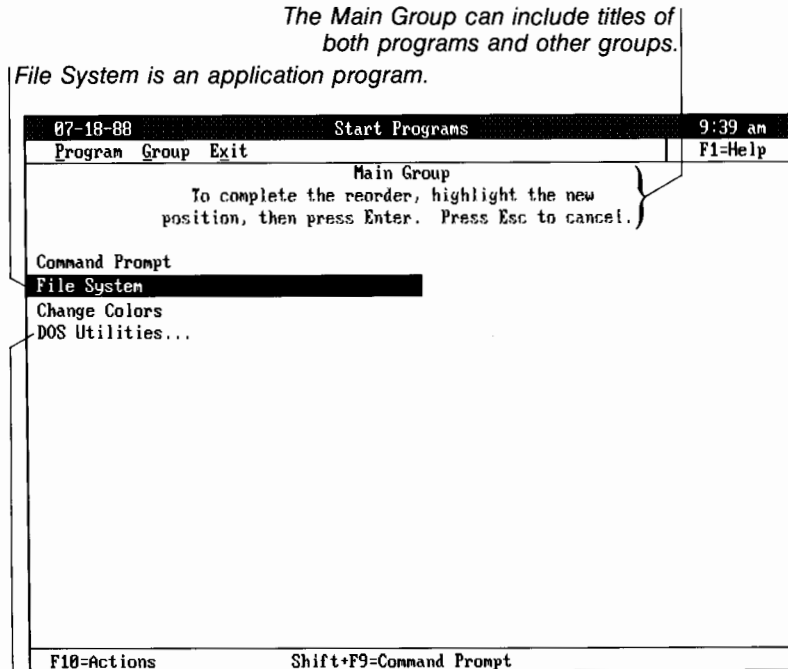 The Main Group can include titles of
both programs and other groups.
File System is an application program.
07-18-88 Start Programs 9:39 am
Program Group Exit F1=Help
Main Group
To complete the reorder, highlight the new
position, then press Enter. Press Esc to cancel.
Command Prompt
File System
Change Colors
DOS Utilities...
F10=Actions Shift+F9=Command Prompt